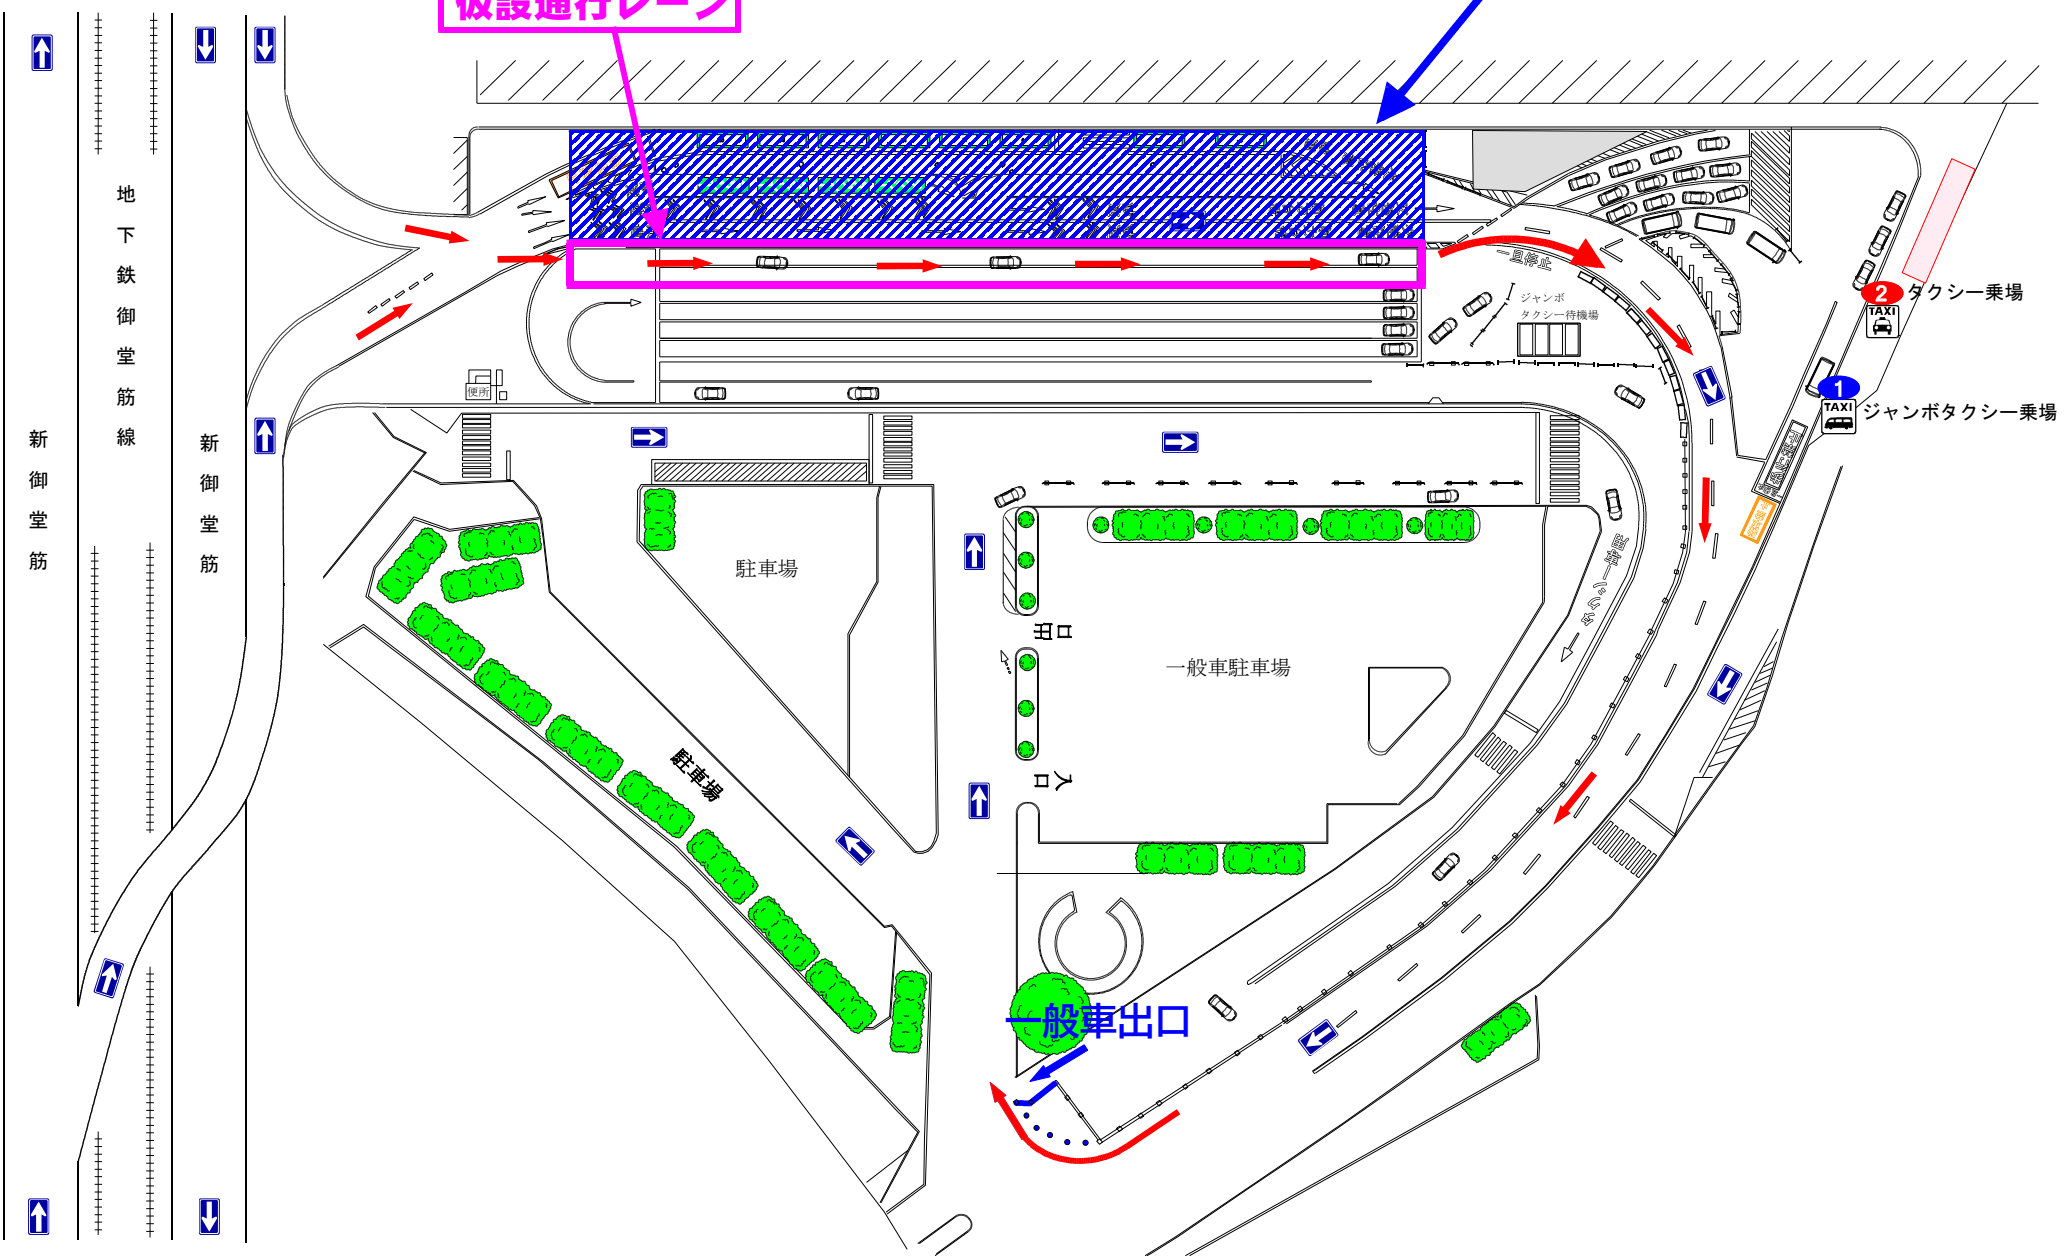 仮設通行レーン
地下鉄御堂筋線
新御堂筋
新御堂筋
一旦停止
ジャンボ
タクシー待機場
2 タクシー乗場
TAXI
1
TAXI
ジャンボタクシー乗場
便所
駐車場
出口
一般車駐車場
入口
駐車場
一般車出口